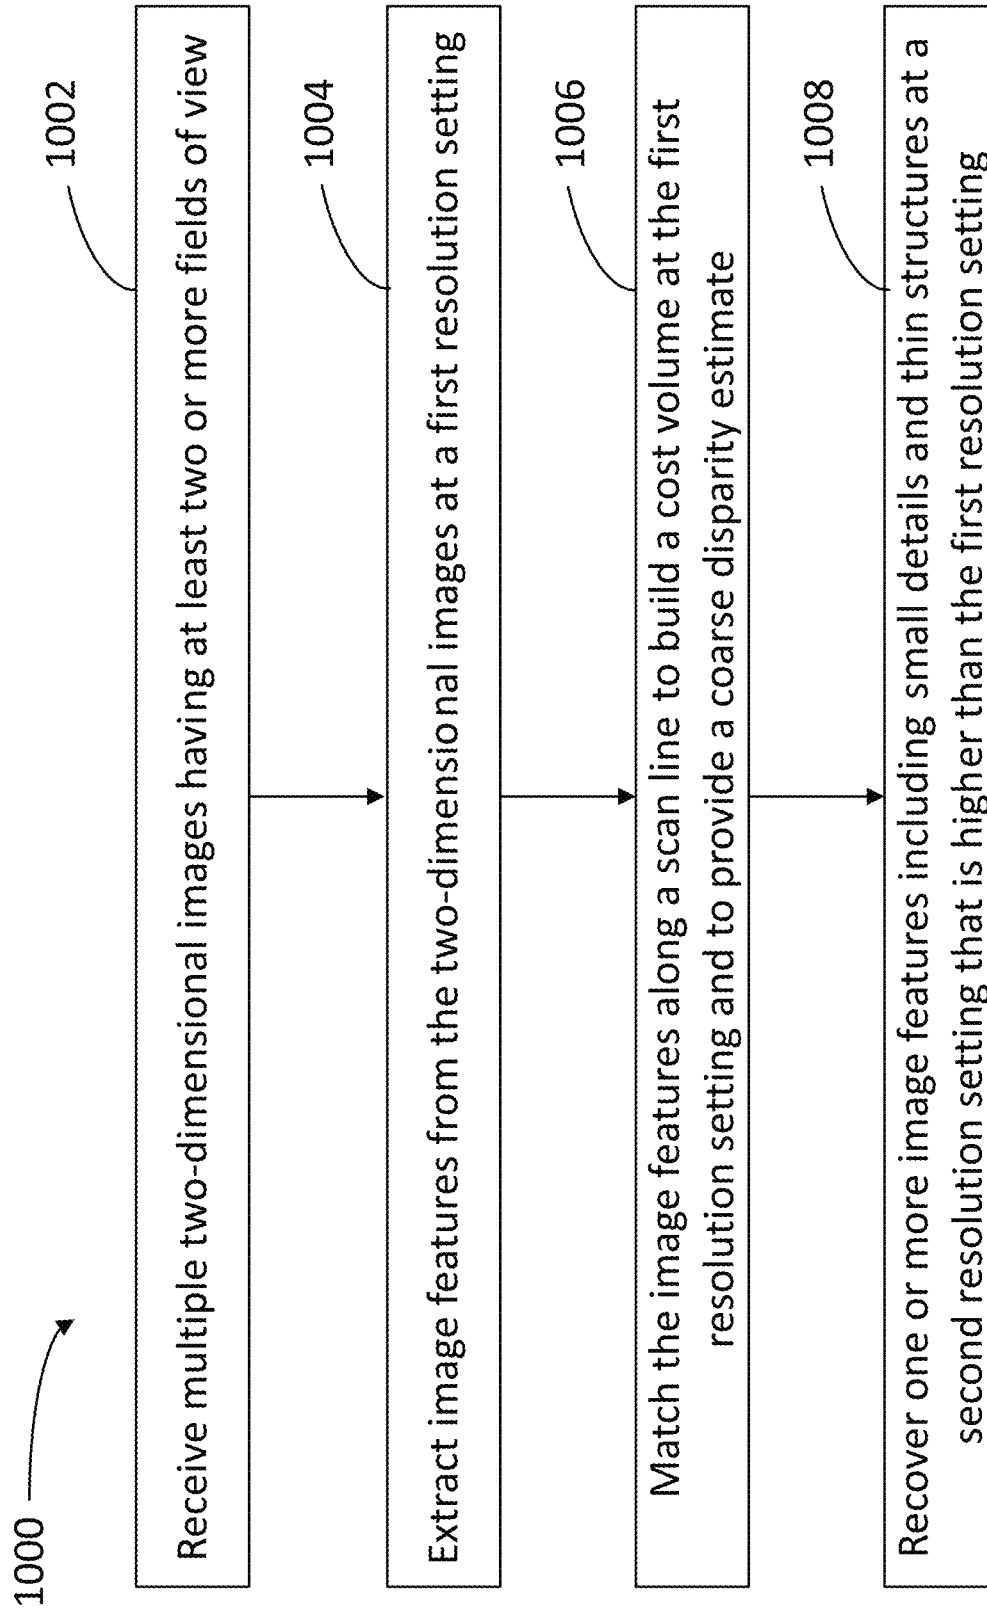 1000
1002
Receive multiple two-dimensional images having at least two or more fields of view
1004
Extract image features from the two-dimensional images at a first resolution setting
1006
Match the image features along a scan line to build a cost volume at the first
resolution setting and to provide a coarse disparity estimate
1008
Recover one or more image features including small details and thin structures at a
second resolution setting that is higher than the first resolution setting